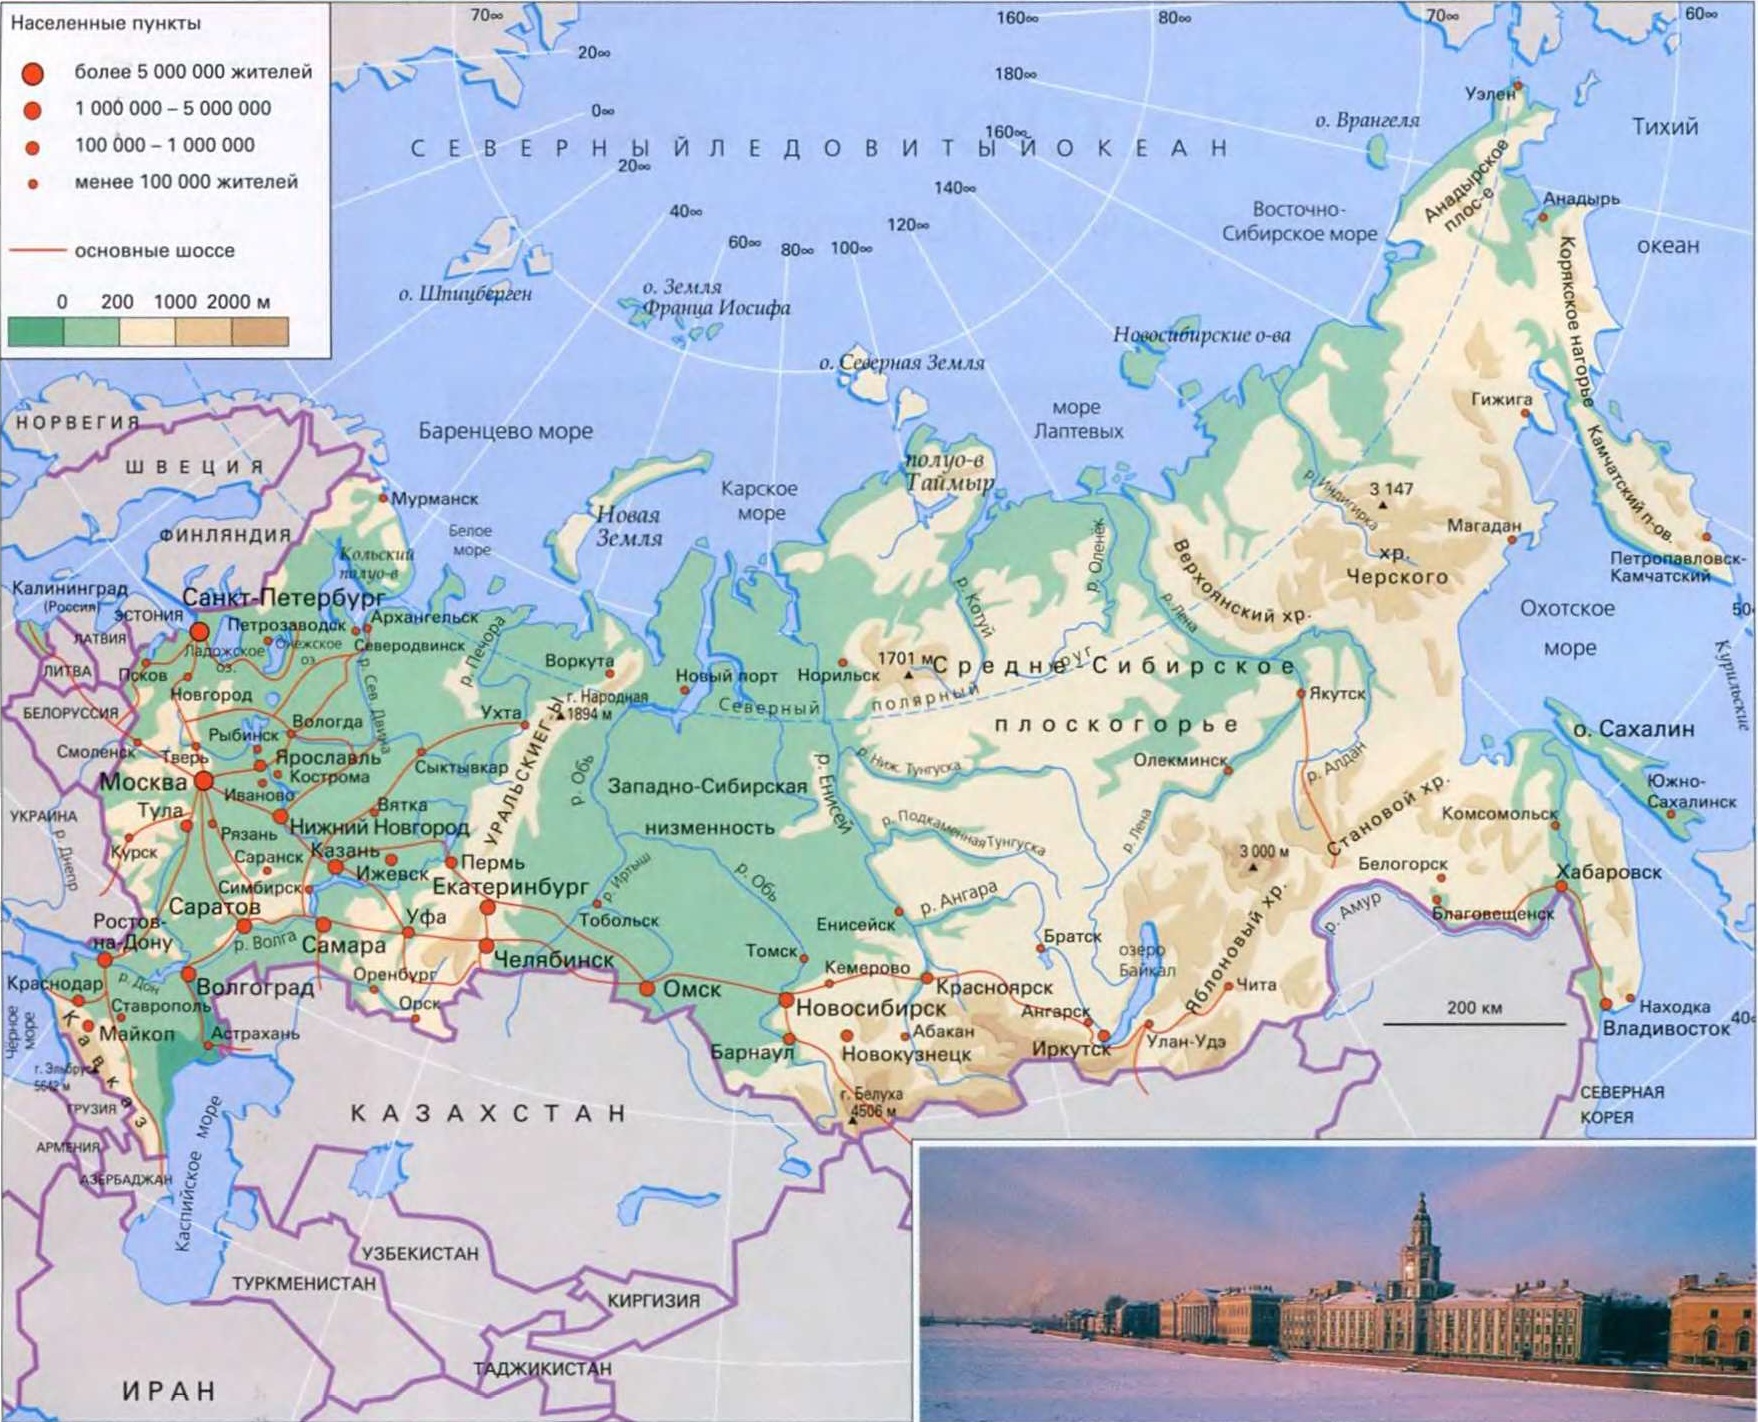 Населенные пункты
более 5 000 000 жителей
1 000 000 – 5 000 000
100 000 – 1 000 000
менее 100 000 жителей
основные шоссе
0 200 1000 2000 м
70∞
20∞
0∞
20∞
40∞
60∞
80∞
100∞
120∞
140∞
160∞
180∞
160∞
80∞
70∞
60∞
50
40
СЕВЕРНЫЙ ЛЕДОВИТЫЙ ОКЕАН
Тихий
океан
о. Врангеля
Уэлен
Восточно-
Сибирское море
Анадырское
плос-е
Анадырь
Корякское нагорье
о. Шпицберген
о. Земля
Франца Иосифа
о. Северная Земля
Новосибирские о-ва
море
Лаптевых
Баренцево море
Карское
море
Новая
Земля
полуо-в
Таймыр
Гижига
Камчатский п-ов.
НОРВЕГИЯ
ШВЕЦИЯ
ФИНЛЯНДИЯ
Мурманск
Белое
море
Кольский
полуо-в
р. Индигирка
3 147
хр.
Черского
Магадан
Петропавловск-
Камчатский
Охотское
море
Курильские
Верхоянский хр.
р. Лена
р. Оленёк
р. Котуй
Калининград
(Россия)
ЭСТОНИЯ
ЛАТВИЯ
ЛИТВА
БЕЛОРУССИЯ
УКРАИНА
р. Днепр
Санкт-Петербург
Петрозаводск
Архангельск
Северодвинск
Ладожское
оз.
Онежское
оз.
Псков
Новгород
р. Сев. Двина
р. Печора
Воркута
г. Народная
1894 м
Новый порт
Норильск
1701 м
Северный
полярный
круг
Средне-Сибирское
плоскогорье
Якутск
Олекминск
р. Алдан
Становой хр.
о. Сахалин
Южно-
Сахалинск
Комсомольск
Хабаровск
Белогорск
Благовещенск
р. Амур
Ухта
Сыктывкар
Вологда
Рыбинск
Ярославль
Кострома
Иваново
Смоленск
Тверь
Москва
Тула
Рязань
Курск
Вятка
Нижний Новгород
Саранск
Казань
Ижевск
Симбирск
Пермь
Екатеринбург
УРАЛЬСКИЕ Г-Ы
р. Обь
Западно-Сибирская
низменность
р. Енисей
р. Ниж. Тунгуска
р. Подкаменная Тунгуска
р. Лена
3 000 м
р. Иртыш
р. Обь
р. Ангара
Яблоновый хр.
Саратов
Ростов-
на-Дону
р. Волга
Самара
Уфа
Челябинск
Тобольск
Енисейск
Томск
Кемерово
Братск
озеро
Байкал
Чита
Краснодар
р. Дон
Волгоград
Оренбург
Орск
Омск
Новосибирск
Красноярск
Ангарск
Ставрополь
Майкоп
Астрахань
Барнаул
Новокузнецк
Абакан
Иркутск
Улан-Удэ
200 км
Находка
Владивосток
Черное
море
Кавказ
г. Эльбрус
5642 м
г. Белуха
4506 м
ГРУЗИЯ
АРМЕНИЯ
АЗЕРБАДЖАН
Каспийское море
КАЗАХСТАН
СЕВЕРНАЯ
КОРЕЯ
УЗБЕКИСТАН
ТУРКМЕНИСТАН
КИРГИЗИЯ
ТАДЖИКИСТАН
ИРАН